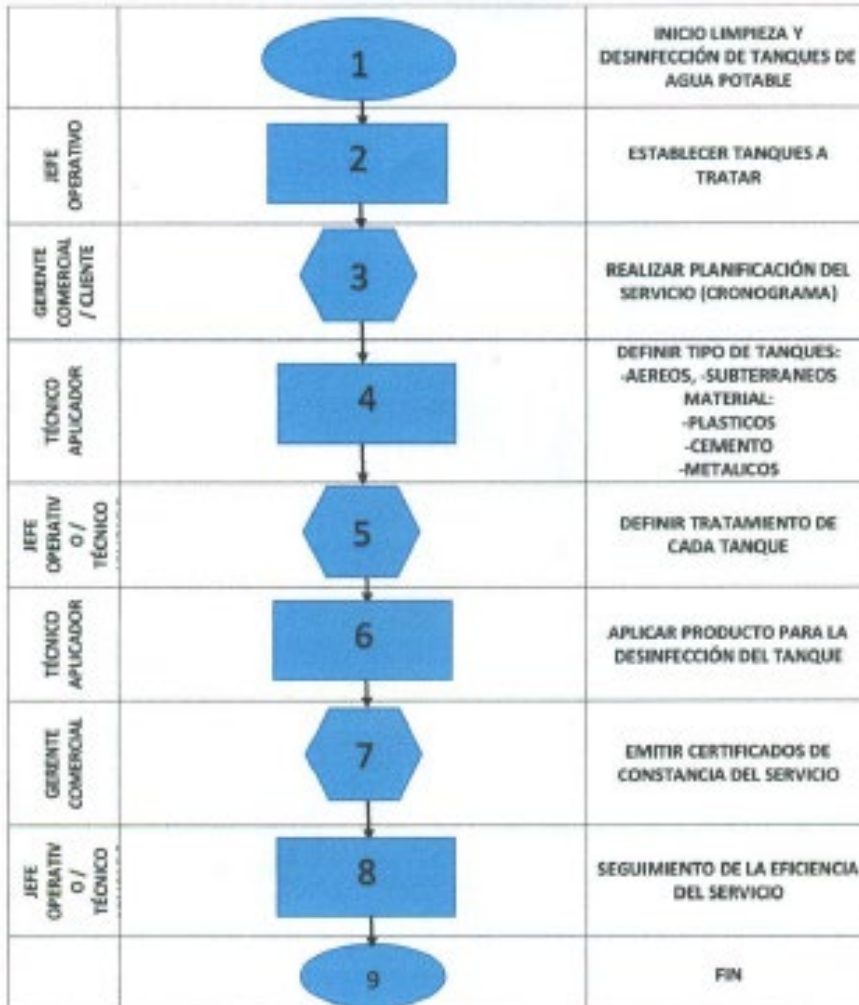 1
INICIO LIMPIEZA Y
DESINFECCIÓN DE TANQUES DE
AGUA POTABLE
JEFE
OPERATIVO
2
ESTABLECER TANQUES A
TRATAR
GERENTE
COMERCIAL
/ CLIENTE
3
REALIZAR PLANIFICACIÓN DEL
SERVICIO (CRONOGRAMA)
TÉCNICO
APLICADOR
4
DEFINIR TIPO DE TANQUES:
-AEREOS, -SUBTERRANEOS
MATERIAL:
-PLASTICOS
-CEMENTO
-METALICOS
JEFE
OPERATIV
O /
TÉCNICO
5
DEFINIR TRATAMIENTO DE
CADA TANQUE
TÉCNICO
APLICADOR
6
APLICAR PRODUCTO PARA LA
DESINFECCIÓN DEL TANQUE
GERENTE
COMERCIAL
7
EMITIR CERTIFICADOS DE
CONSTANCIA DEL SERVICIO
JEFE
OPERATIV
O /
TÉCNICO
8
SEGUIMIENTO DE LA EFICIENCIA
DEL SERVICIO
9
FIN